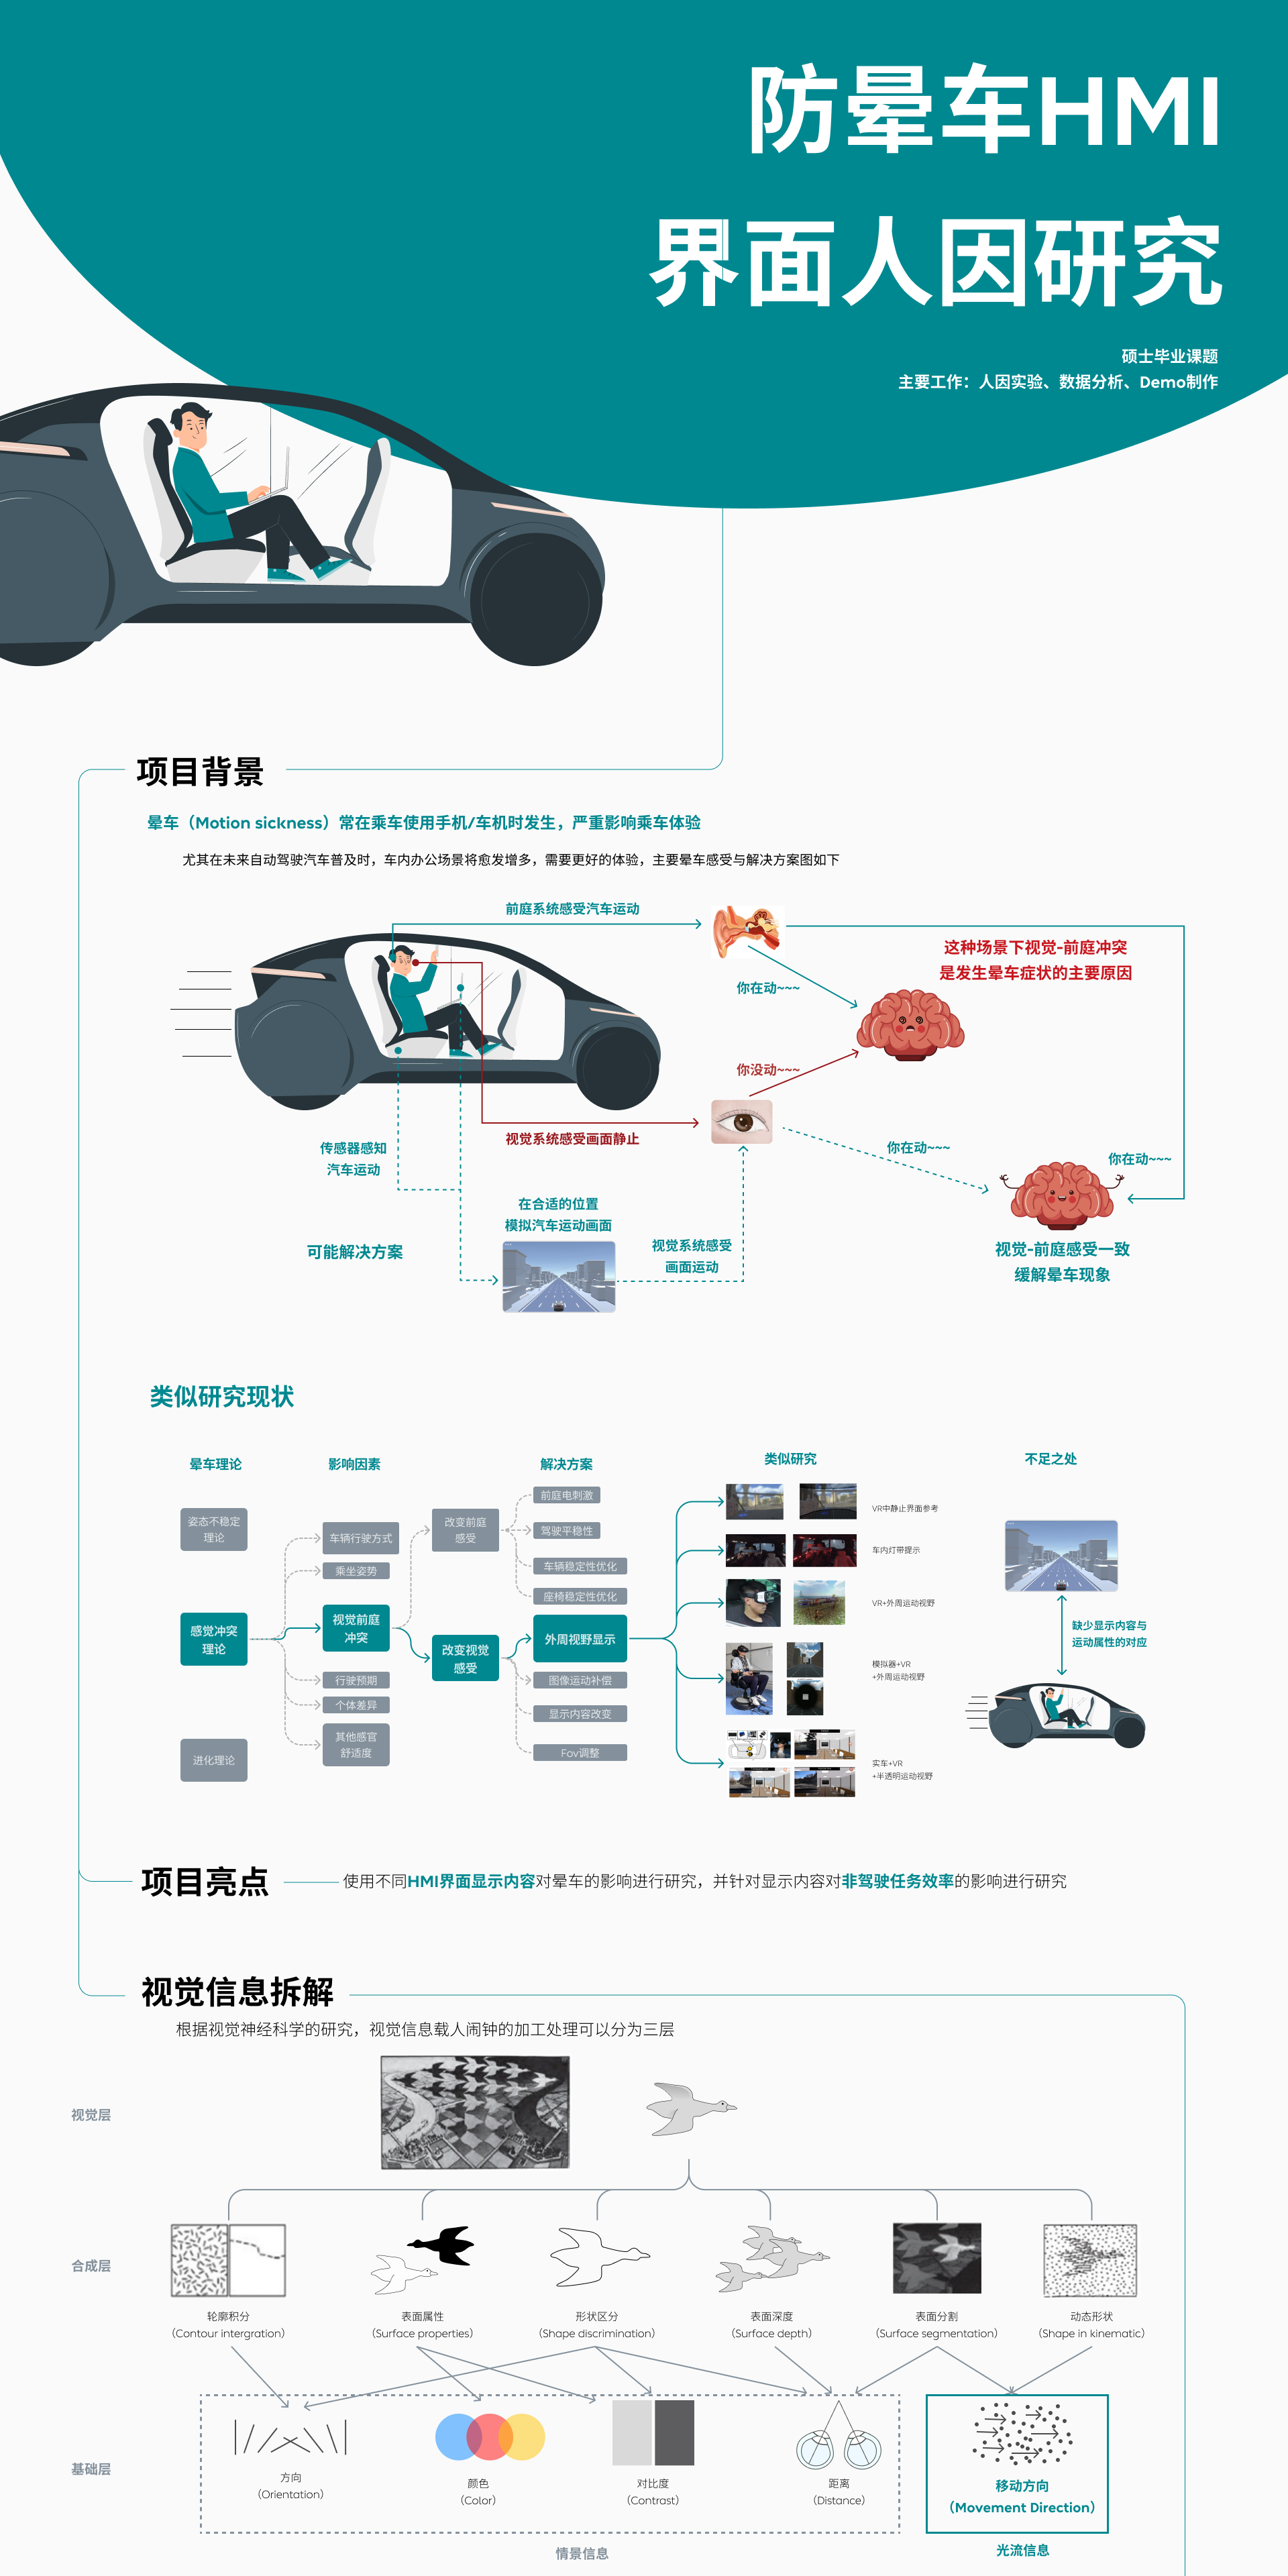 防晕车HMI
界面人因研究
硕士毕业课题
主要工作：人因实验、数据分析、Demo制作
项目背景
晕车（Motion sickness）常在乘车使用手机/车机时发生，严重影响乘车体验
尤其在未来自动驾驶汽车普及时，车内办公场景将愈发增多，需要更好的体验，主要晕车感受与解决方案图如下
前庭系统感受汽车运动
这种场景下视觉-前庭冲突
是发生晕车症状的主要原因
你在动~~~
你没动~~~
视觉系统感受画面静止
传感器感知
汽车运动
你在动~~~
你在动~~~
在合适的位置
模拟汽车运动画面
可能解决方案
视觉系统感受
画面运动
视觉-前庭感受一致
缓解晕车现象
类似研究现状
晕车理论
影响因素
解决方案
类似研究
不足之处
姿态不稳定
理论
感觉冲突
理论
进化理论
车辆行驶方式
乘坐姿势
视觉前庭
冲突
行驶预期
个体差异
其他感官
舒适度
改变前庭
感受
改变视觉
感受
前庭电刺激
驾驶平稳性
车辆稳定性优化
座椅稳定性优化
外周视野显示
图像运动补偿
显示内容改变
Fov调整
VR中静止界面参考
车内灯带提示
VR+外周运动视野
模拟器+VR
+外周运动视野
实车+VR
+半透明运动视野
缺少显示内容与
运动属性的对应
项目亮点
使用不同HMI界面显示内容对晕车的影响进行研究，并针对显示内容对非驾驶任务效率的影响进行研究
视觉信息拆解
根据视觉神经科学的研究，视觉信息载人闹钟的加工处理可以分为三层
视觉层
合成层
轮廓积分
（Contour intergration）
表面属性
（Surface properties）
形状区分
（Shape discrimination）
表面深度
（Surface depth）
表面分割
（Surface segmentation）
动态形状
（Shape in kinematic）
基础层
方向
（Orientation）
颜色
（Color）
对比度
（Contrast）
距离
（Distance）
移动方向
（Movement Direction）
情景信息
光流信息